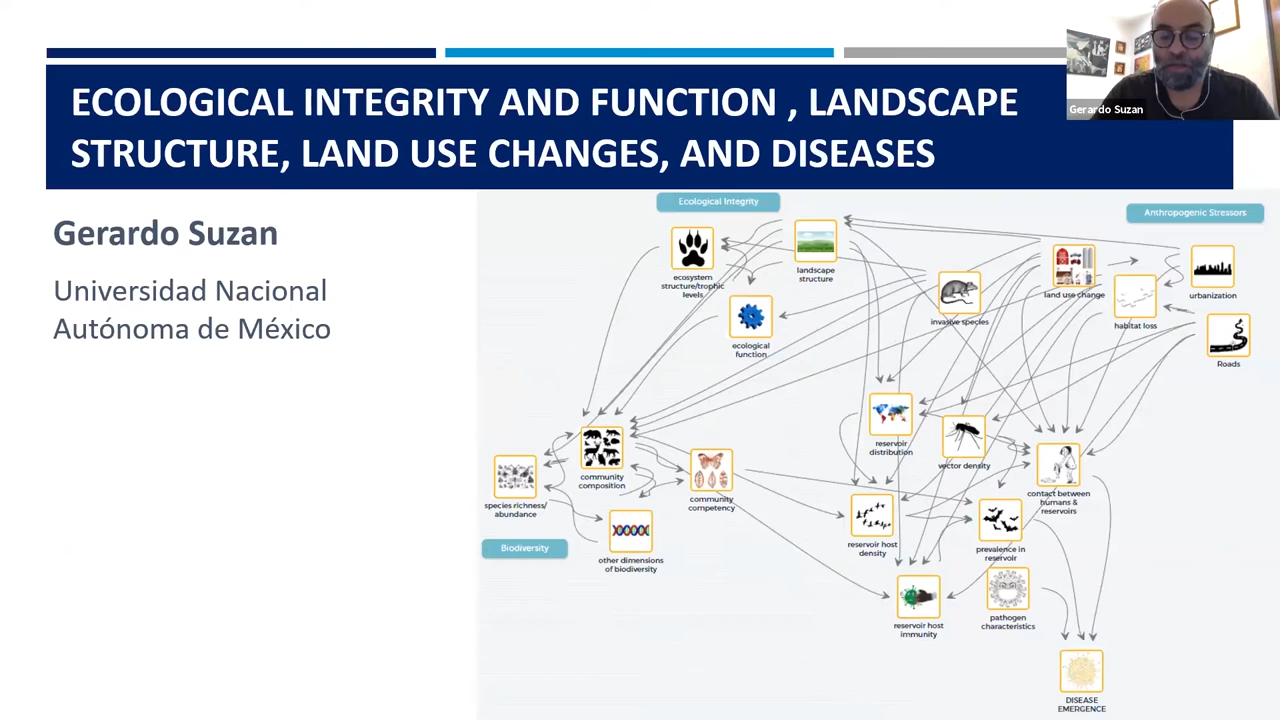 ECOLOGICAL INTEGRITY AND FUNCTION , LANDSCAPE
STRUCTURE, LAND USE CHANGES, AND DISEASES
Gerardo Suzan
Gerardo Suzan
Universidad Nacional
Autónoma de México
Ecological Integrity
Anthropogenic Stressors
ecosystem
structure/trophic
levels
landscape
structure
ecological
function
invasive species
land use change
habitat loss
urbanization
Roads
reservoir
distribution
vector density
contact between
humans &
reservoirs
community
composition
species richness/
abundance
community
competency
other dimensions
of biodiversity
Biodiversity
reservoir host
density
prevalence in
reservoir
reservoir host
immunity
pathogen
characteristics
DISEASE
EMERGENCE